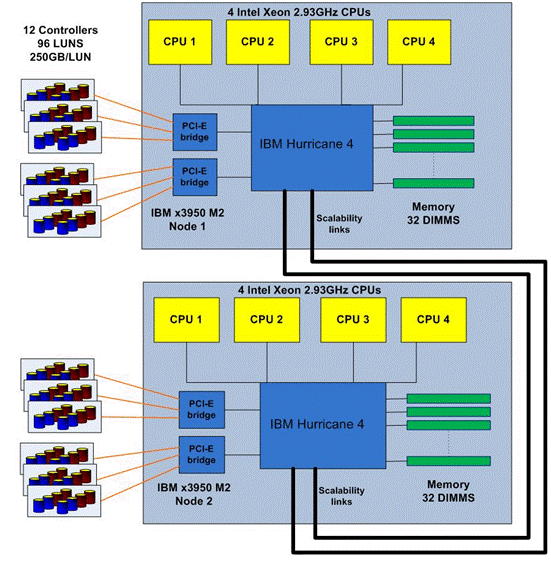 4 Intel Xeon 2.93GHz CPUs
12 Controllers
96 LUNS
250GB/LUN
CPU 1
CPU 2
CPU 3
CPU 4
PCI-E
bridge
IBM Hurricane 4
PCI-E
bridge
IBM x3950 M2
Node 1
Scalability
links
Memory
32 DIMMS
4 Intel Xeon 2.93GHz CPUs
CPU 1
CPU 2
CPU 3
CPU 4
PCI-E
bridge
IBM Hurricane 4
PCI-E
bridge
IBM x3950 M2
Node 2
Scalability
links
Memory
32 DIMMS